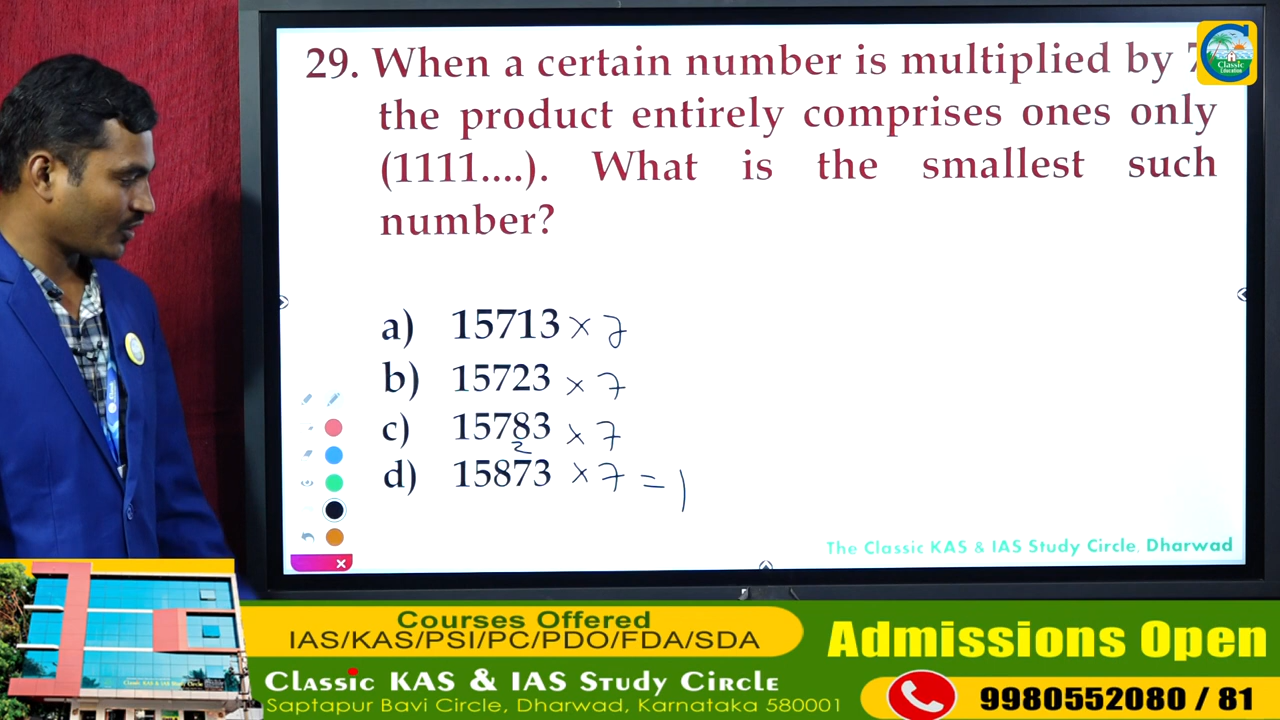 29. When a certain number is multiplied by 7
the product entirely comprises ones only
(1111....). What is the smallest such
number?
Classic
Education
a) 15713 × 7
b) 15723 × 7
c) 15783 × 7
2
d) 15873 × 7 = 1
The Classic KAS & IAS Study Circle, Dharwad
Courses Offered
IAS/KAS/PSI/PC/PDO/FDA/SDA
Classic KAS & IAS Study Circle
Saptapur Bavi Circle, Dharwad, Karnataka 580001
Admissions Open
9980552080 / 81